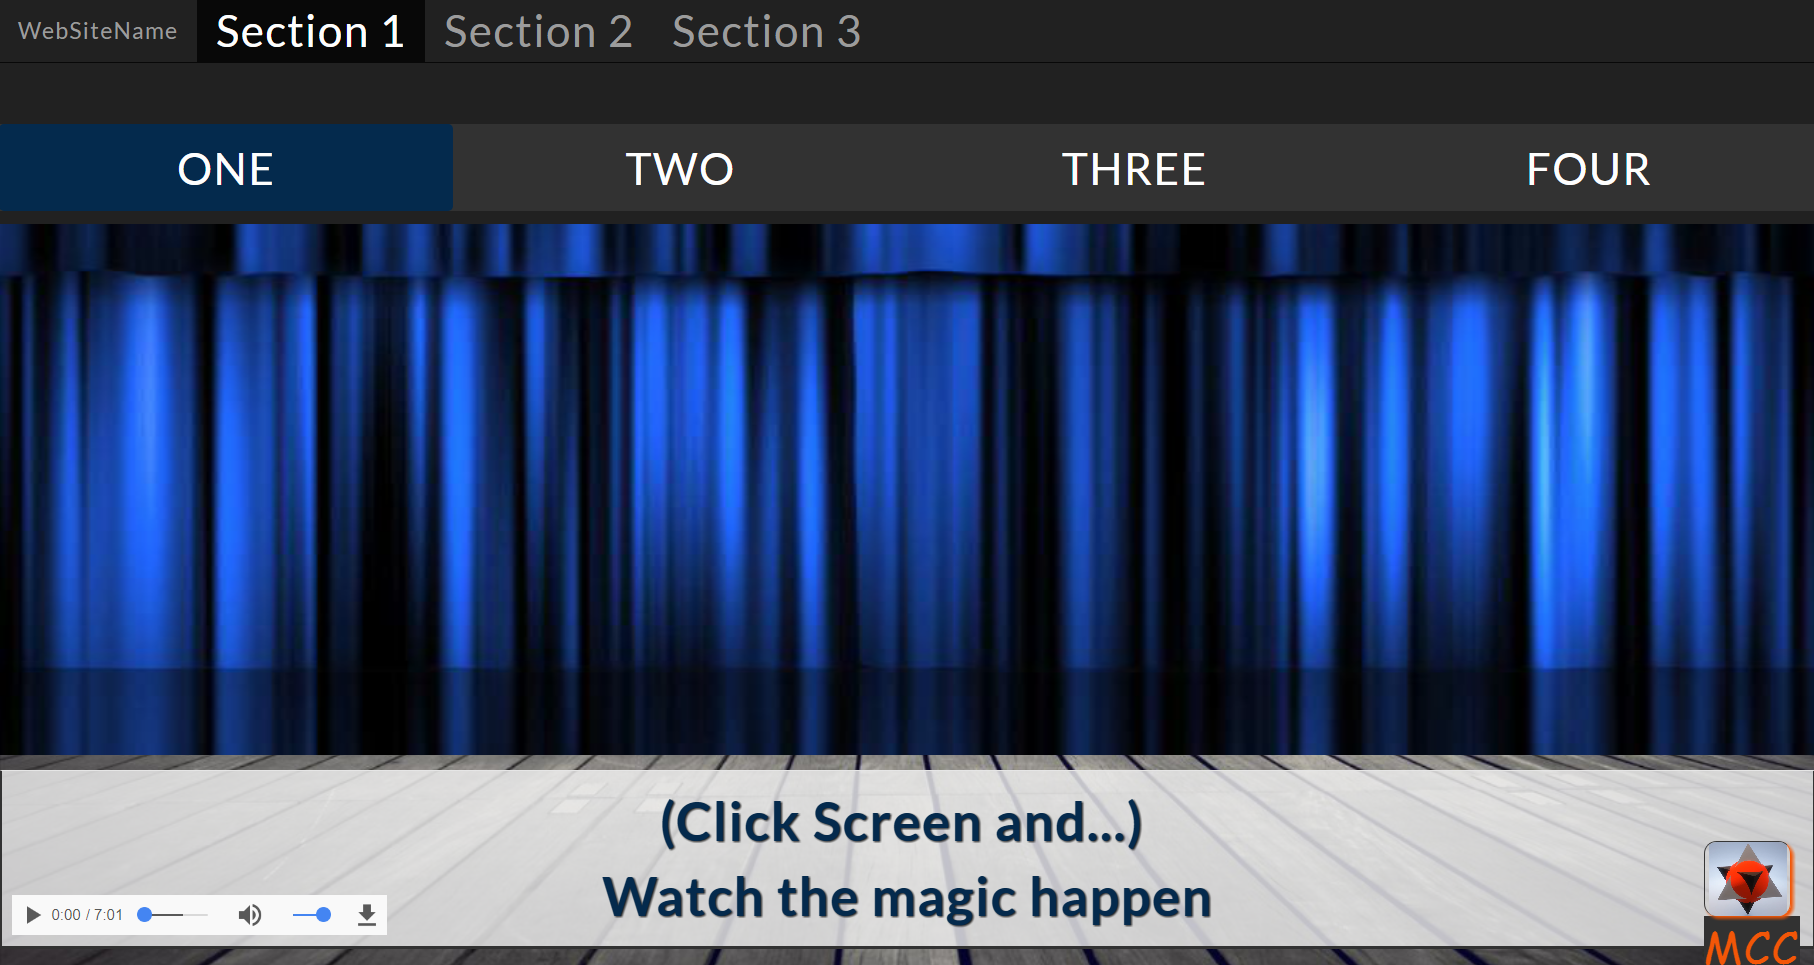 WebSiteName Section 1 Section 2 Section 3
ONE TWO THREE FOUR
(Click Screen and...)
Watch the magic happen
0:00 / 7:01
MCC